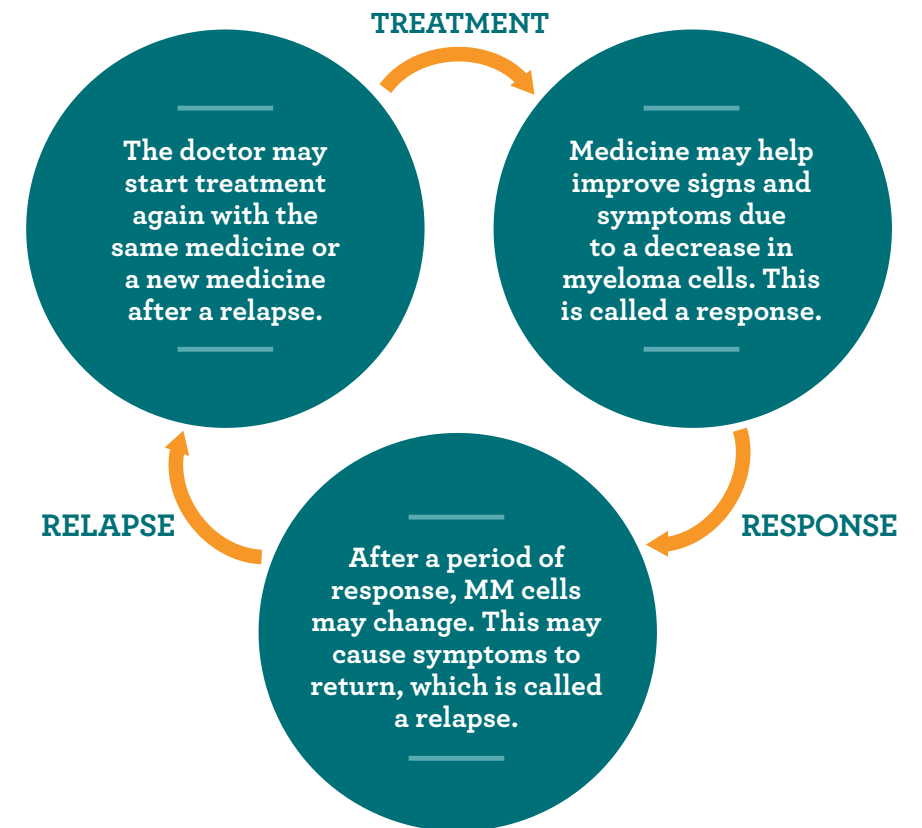 TREATMENT
The doctor may
start treatment
again with the
same medicine or
a new medicine
after a relapse.
Medicine may help
improve signs and
symptoms due
to a decrease in
myeloma cells. This
is called a response.
RESPONSE
After a period of
response, MM cells
may change. This may
cause symptoms to
return, which is called
a relapse.
RELAPSE